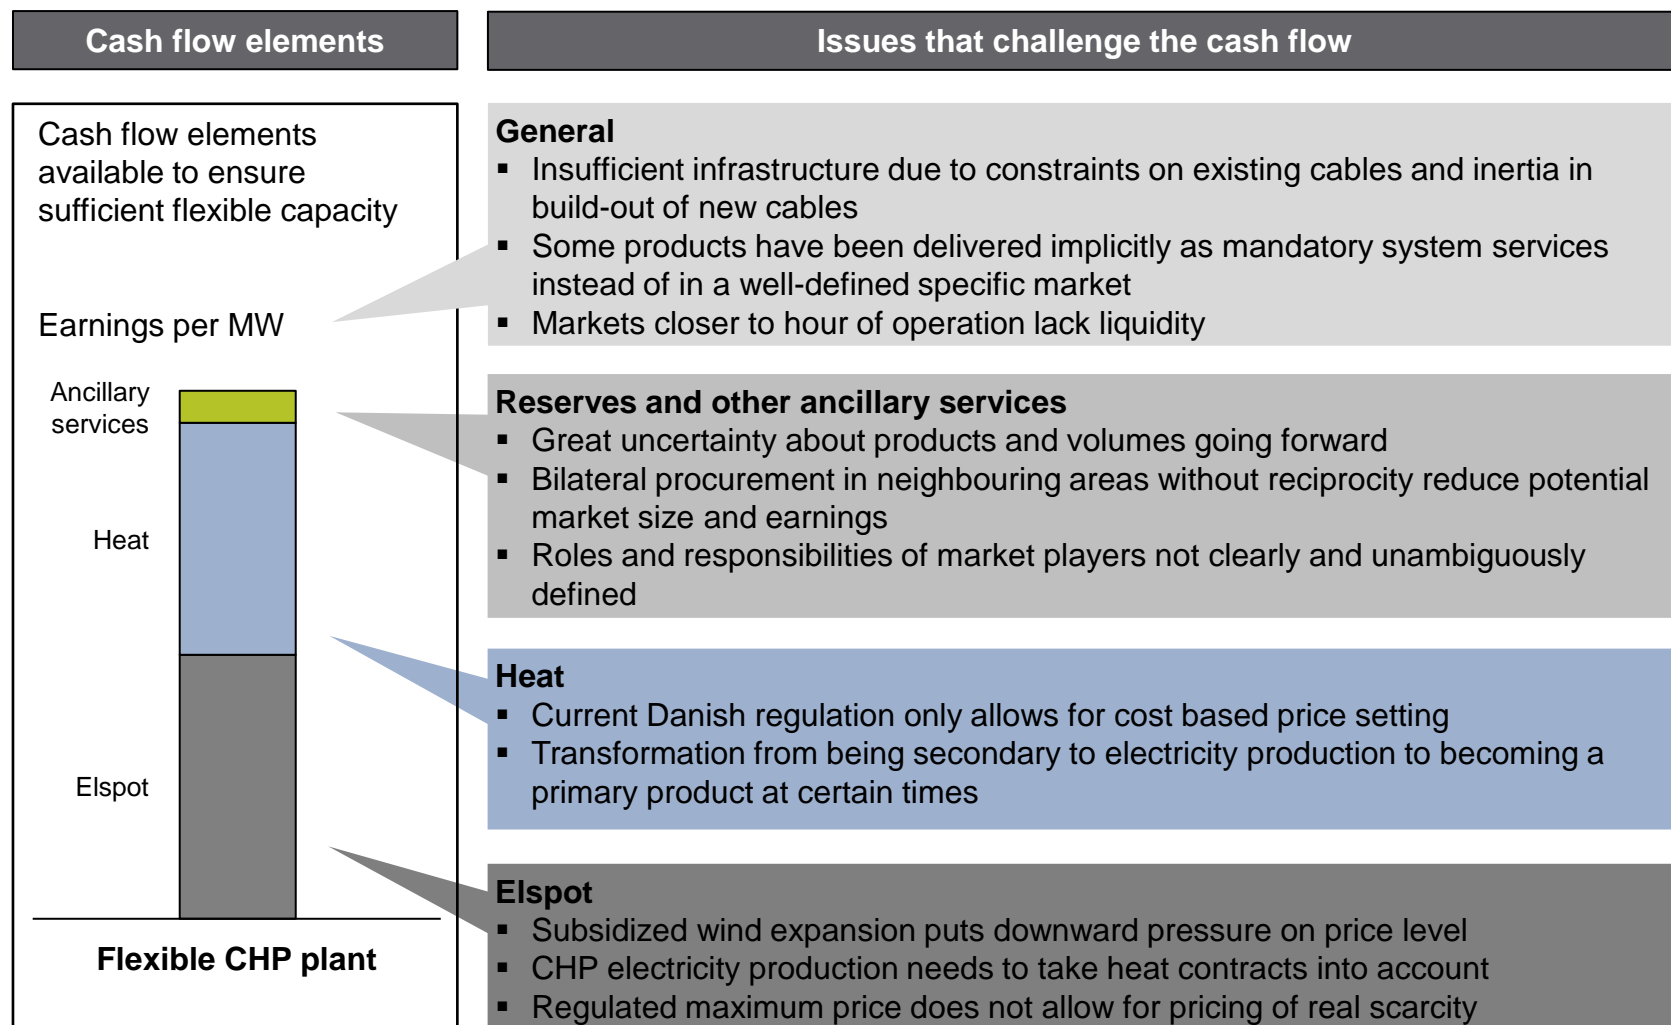 Cash flow elements
Issues that challenge the cash flow
Cash flow elements
available to ensure
sufficient flexible capacity
Earnings per MW
Ancillary
services
Heat
Elspot
Flexible CHP plant
General
▪ Insufficient infrastructure due to constraints on existing cables and inertia in
build-out of new cables
▪ Some products have been delivered implicitly as mandatory system services
instead of in a well-defined specific market
▪ Markets closer to hour of operation lack liquidity
Reserves and other ancillary services
▪ Great uncertainty about products and volumes going forward
▪ Bilateral procurement in neighbouring areas without reciprocity reduce potential
market size and earnings
▪ Roles and responsibilities of market players not clearly and unambiguously
defined
Heat
▪ Current Danish regulation only allows for cost based price setting
▪ Transformation from being secondary to electricity production to becoming a
primary product at certain times
Elspot
▪ Subsidized wind expansion puts downward pressure on price level
▪ CHP electricity production needs to take heat contracts into account
▪ Regulated maximum price does not allow for pricing of real scarcity